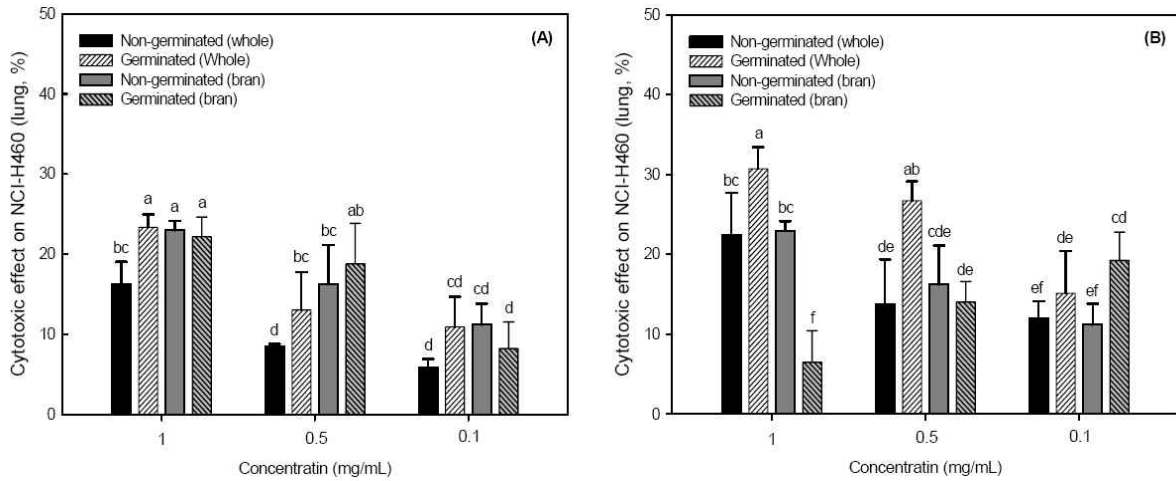 (A)
50
40
30
20
10
0
Cytotoxic effect on NCI-H460 (lung, %)
Non-germinated (whole)
Germinated (Whole)
Non-germinated (bran)
Germinated (bran)
bc
a
a
a
d
bc
bc
ab
d
cd
cd
d
1
0.5
0.1
Concentratin (mg/mL)
(B)
50
40
30
20
10
0
Cytotoxic effect on NCI-H460 (lung, %)
Non-germinated (whole)
Germinated (Whole)
Non-germinated (bran)
Germinated (bran)
bc
a
bc
f
de
ab
cde
de
ef
de
ef
cd
1
0.5
0.1
Concentratin (mg/mL)